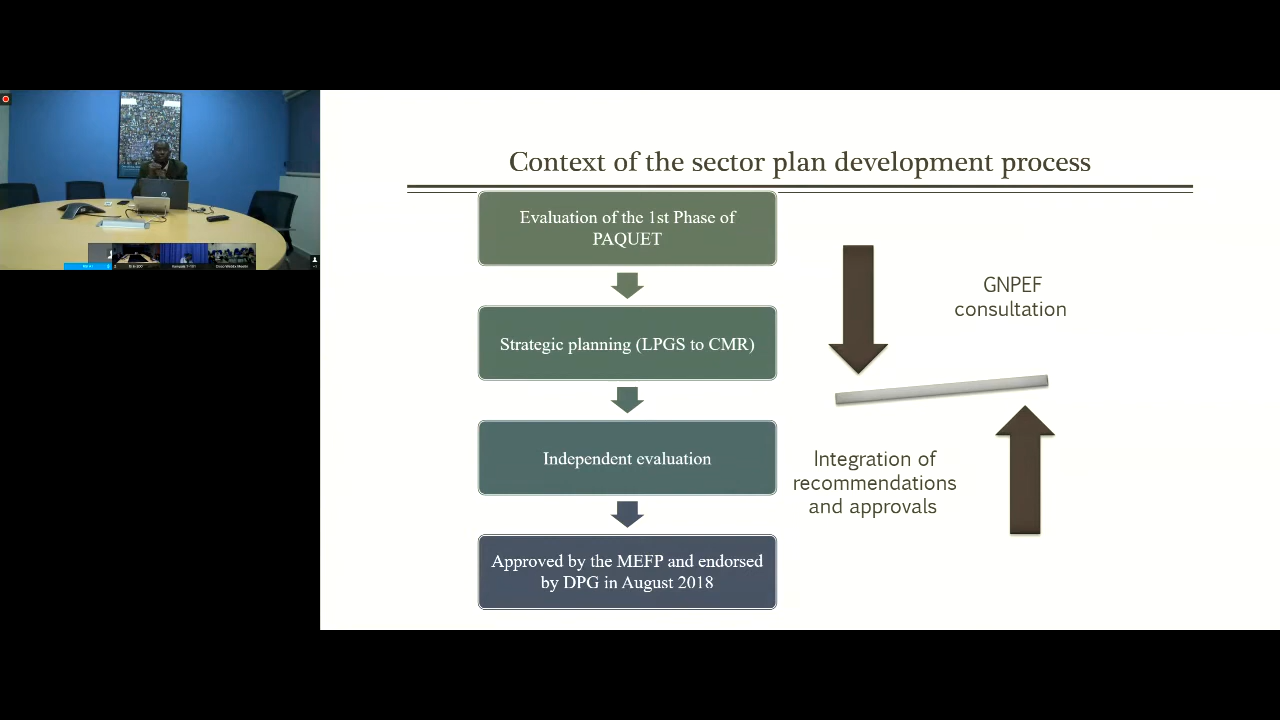 Context of the sector plan development process
Evaluation of the 1st Phase of
PAQUET
Strategic planning (LPGS to CMR)
Independent evaluation
Approved by the MEFP and endorsed
by DPG in August 2018
GNPEF
consultation
Integration of
recommendations
and approvals